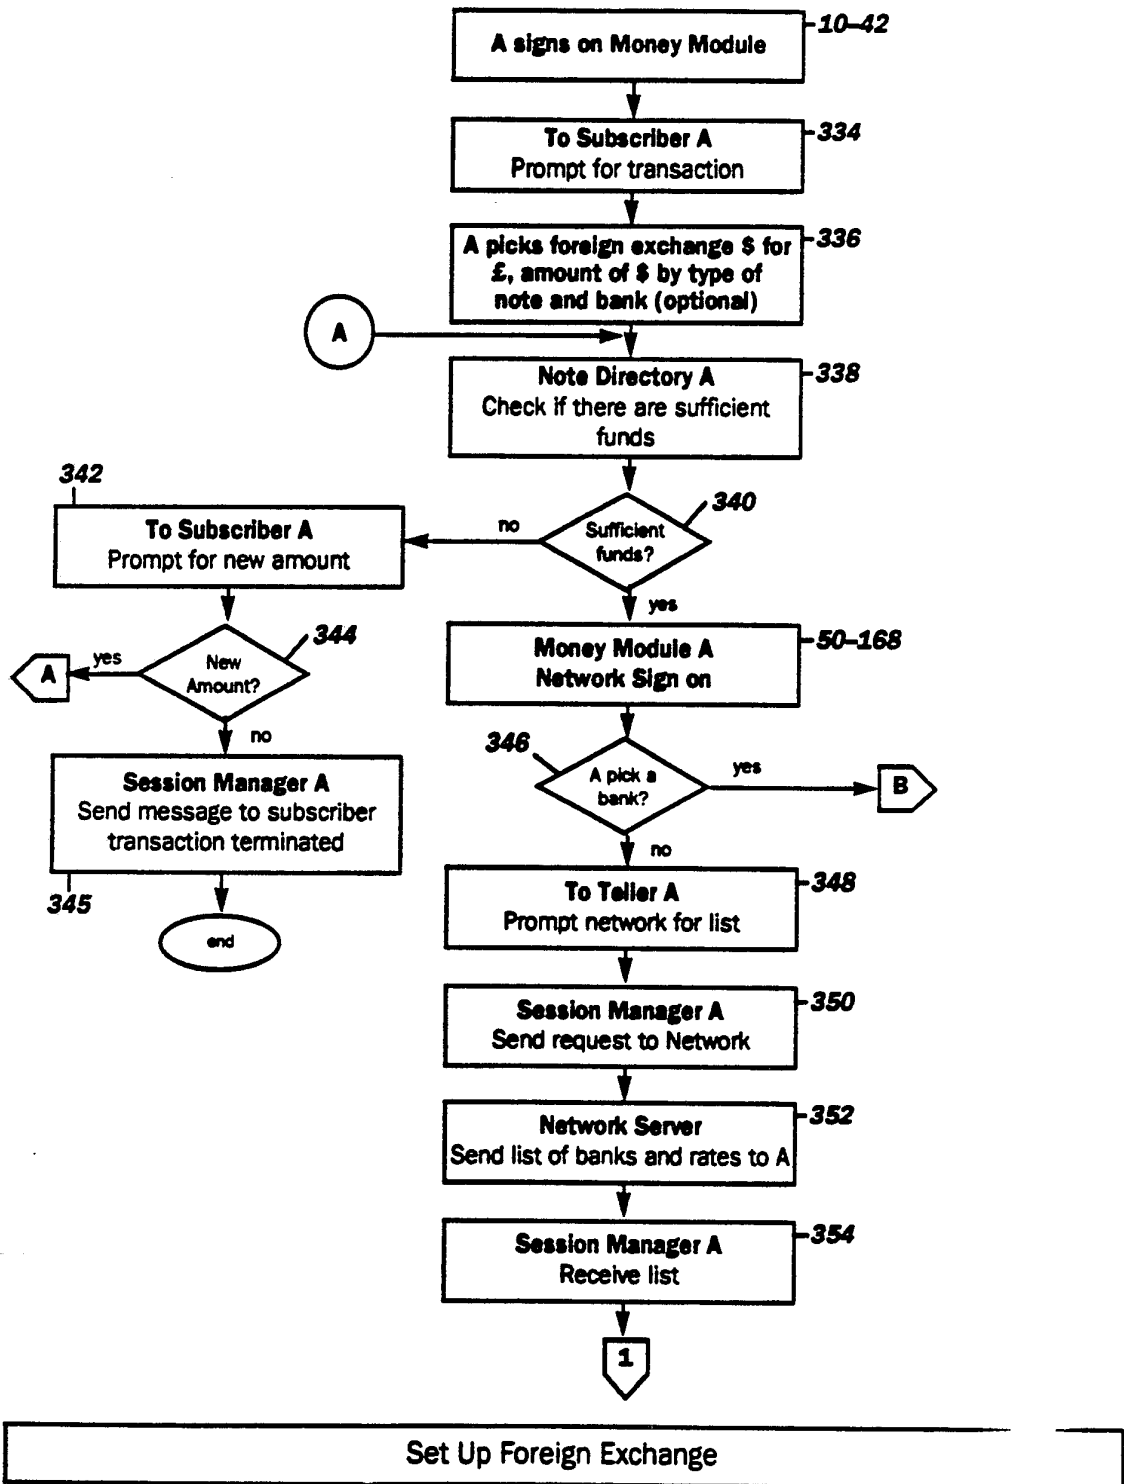 10–42
A signs on Money Module
334
To Subscriber A
Prompt for transaction
336
A picks foreign exchange $ for
£, amount of $ by type of
note and bank (optional)
A
338
Note Directory A
Check if there are sufficient
funds
342
340
To Subscriber A
Prompt for new amount
no
Sufficient
funds?
yes
344
50–168
Money Module A
Network Sign on
A
yes
New
Amount?
no
346
Session Manager A
Send message to subscriber
transaction terminated
A pick a
bank?
yes
B
no
345
348
To Teller A
Prompt network for list
end
350
Session Manager A
Send request to Network
352
Network Server
Send list of banks and rates to A
354
Session Manager A
Receive list
1
Set Up Foreign Exchange